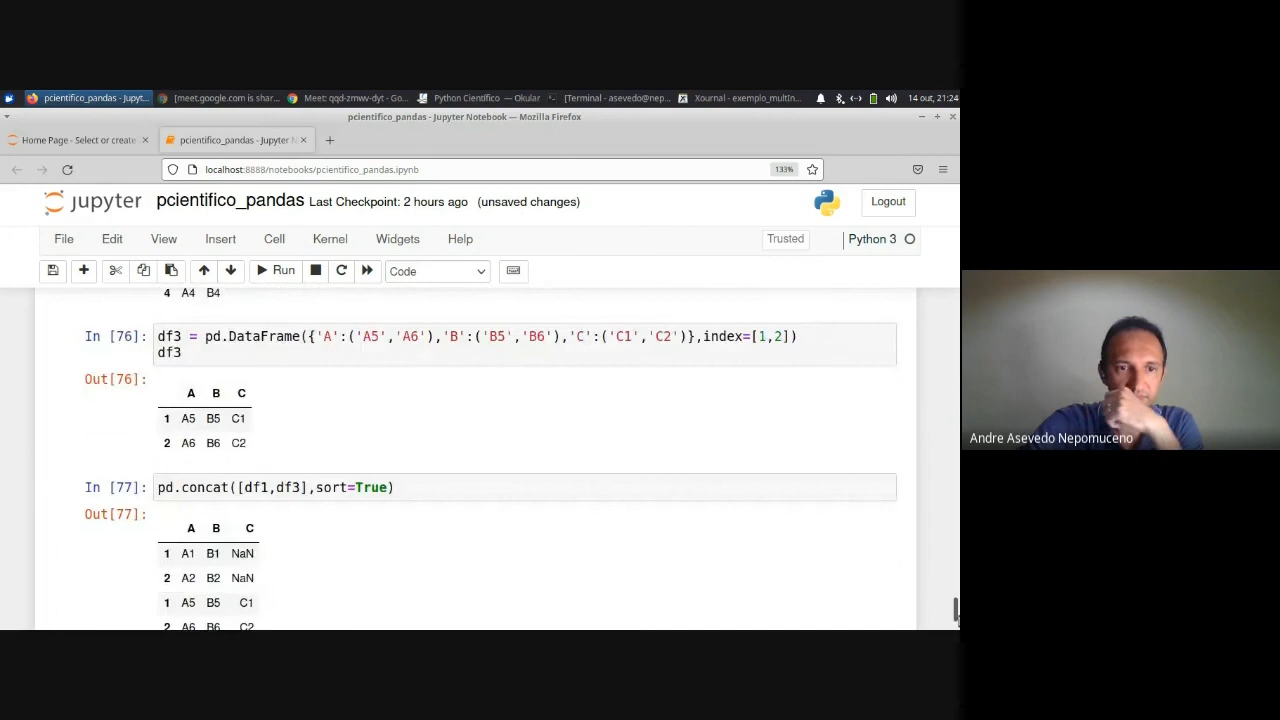 pcientifico_pandas - Jupyt...
[meet.google.com is shar...
Meet: qqd-zmwv-dyt - Go...
Python Científico — Okular
[Terminal - asevedo@nep...
Xournal - exemplo_multIn...
14 out, 21:24
pcientifico_pandas - Jupyter Notebook — Mozilla Firefox
Home Page - Select or create
pcientifico_pandas - Jupyter N
localhost:8888/notebooks/pcientifico_pandas.ipynb
133%
jupyter pcientifico_pandas Last Checkpoint: 2 hours ago (unsaved changes)
Logout
File Edit View Insert Cell Kernel Widgets Help
Trusted
Python 3
Run
Code
4 A4 B4
In [76]: df3 = pd.DataFrame({'A':('A5','A6'),'B':('B5','B6'),'C':('C1','C2')},index=[1,2])
df3
Out[76]:
A B C
1 A5 B5 C1
2 A6 B6 C2
In [77]: pd.concat([df1,df3],sort=True)
Out[77]:
A B C
1 A1 B1 NaN
2 A2 B2 NaN
1 A5 B5 C1
2 A6 B6 C2
Andre Asevedo Nepomuceno